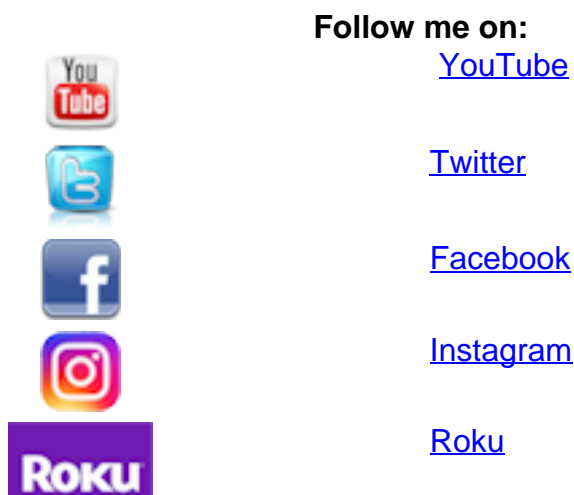 Follow me on:
You
Tube
YouTube
Twitter
Facebook
Instagram
ROKU
Roku